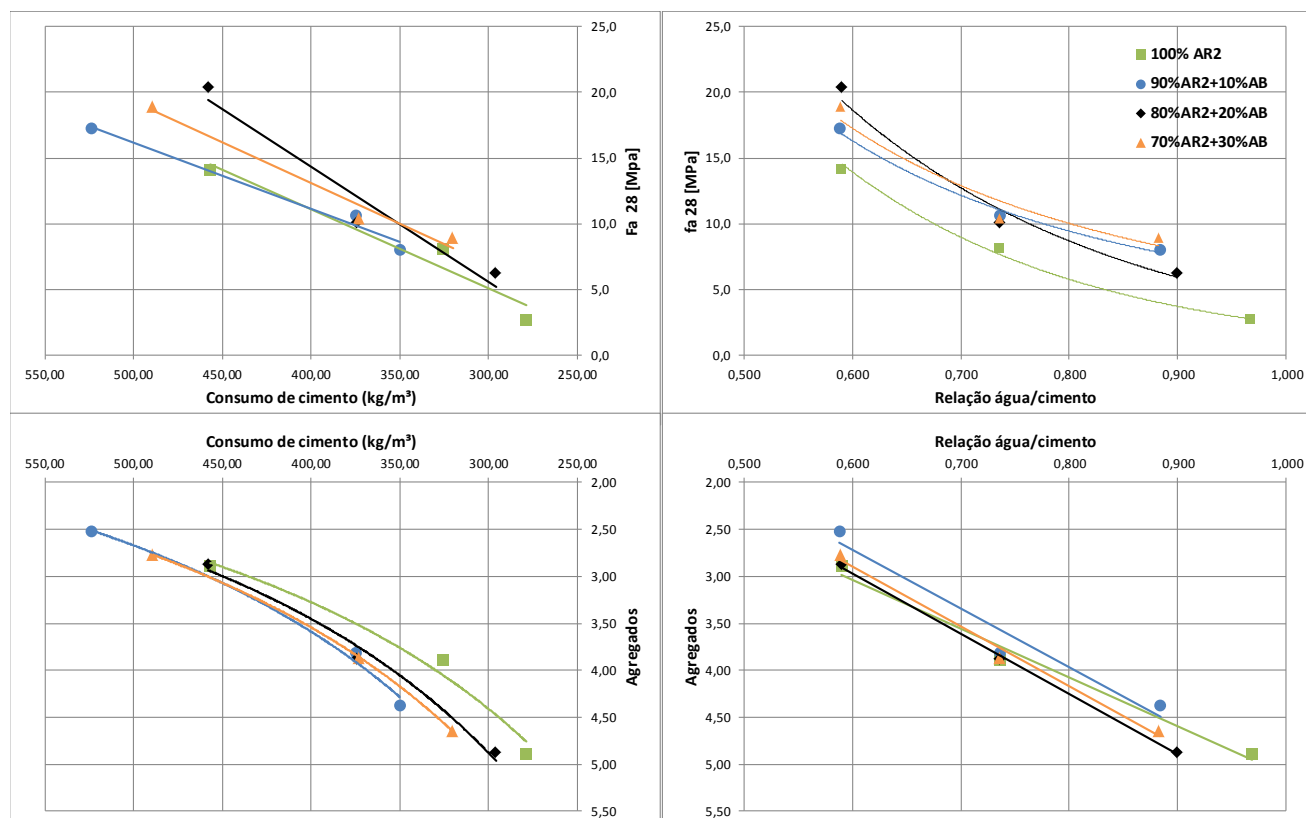 25,0
20,0
15,0
10,0
5,0
0,0
Fa 28 [Mpa]
550,00 500,00 450,00 400,00 350,00 300,00 250,00
Consumo de cimento (kg/m³)
25,0
20,0
15,0
10,0
5,0
0,0
fa 28 [MPa]
100% AR2
90%AR2+10%AB
80%AR2+20%AB
70%AR2+30%AB
0,500 0,600 0,700 0,800 0,900 1,000
Relação água/cimento
Consumo de cimento (kg/m³)
550,00 500,00 450,00 400,00 350,00 300,00 250,00
2,00
2,50
3,00
3,50
4,00
4,50
5,00
5,50
Agregados
Relação água/cimento
0,500 0,600 0,700 0,800 0,900 1,000
2,00
2,50
3,00
3,50
4,00
4,50
5,00
5,50
Agregados